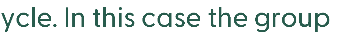 ycle. In this case the group